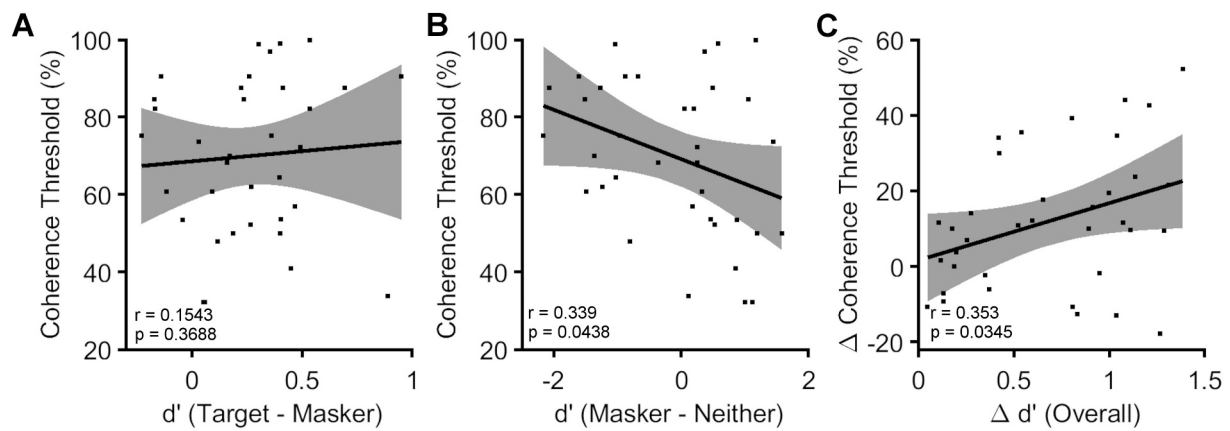 A
Coherence Threshold (%)
100
80
60
40
20
r = 0.1543
p = 0.3688
0
0.5
1
d' (Target - Masker)
B
Coherence Threshold (%)
100
80
60
40
20
r = 0.339
p = 0.0438
-2
0
2
d' (Masker - Neither)
C
Δ Coherence Threshold (%)
60
40
20
0
-20
r = 0.353
p = 0.0345
0
0.5
1
1.5
Δ d' (Overall)